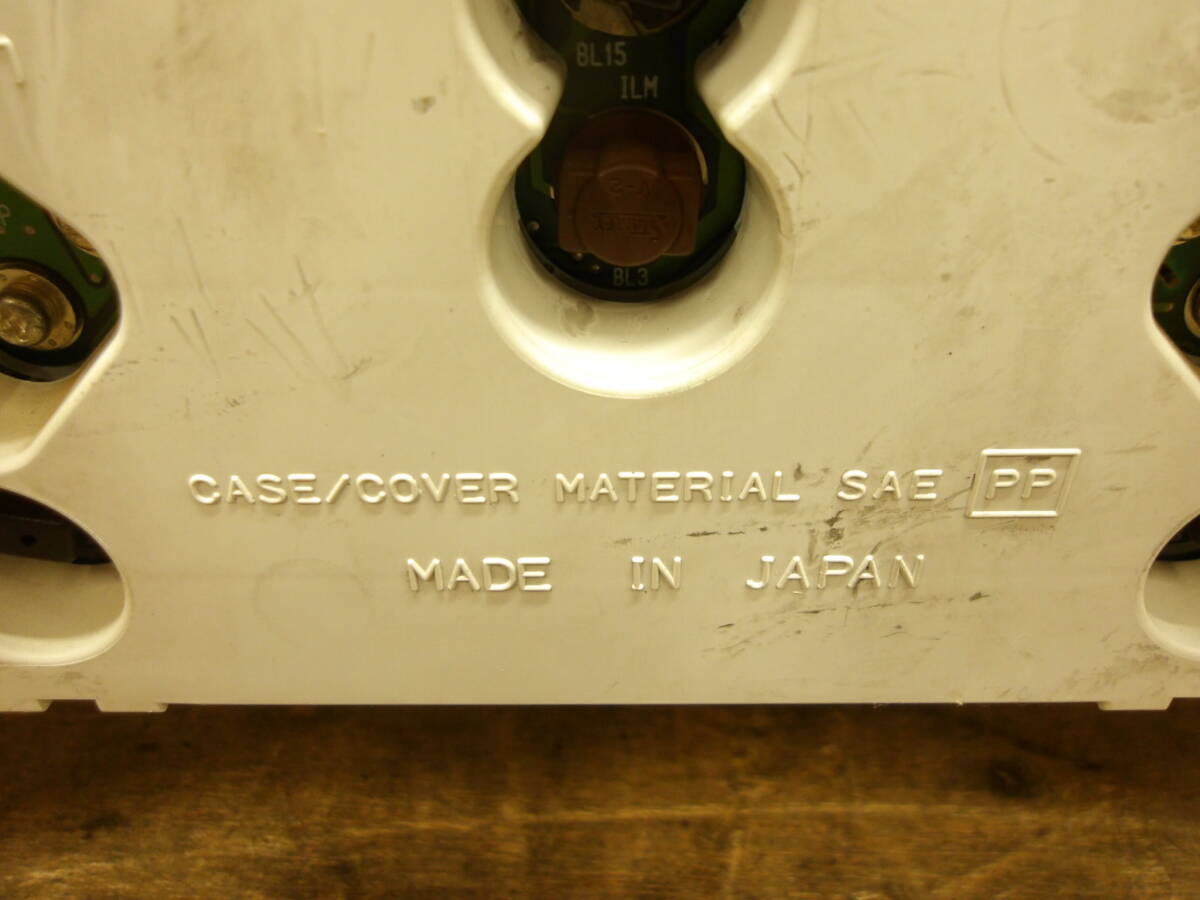 BL15
ILM
BL3
CASE/COVER MATERIAL SAE PP
MADE IN JAPAN